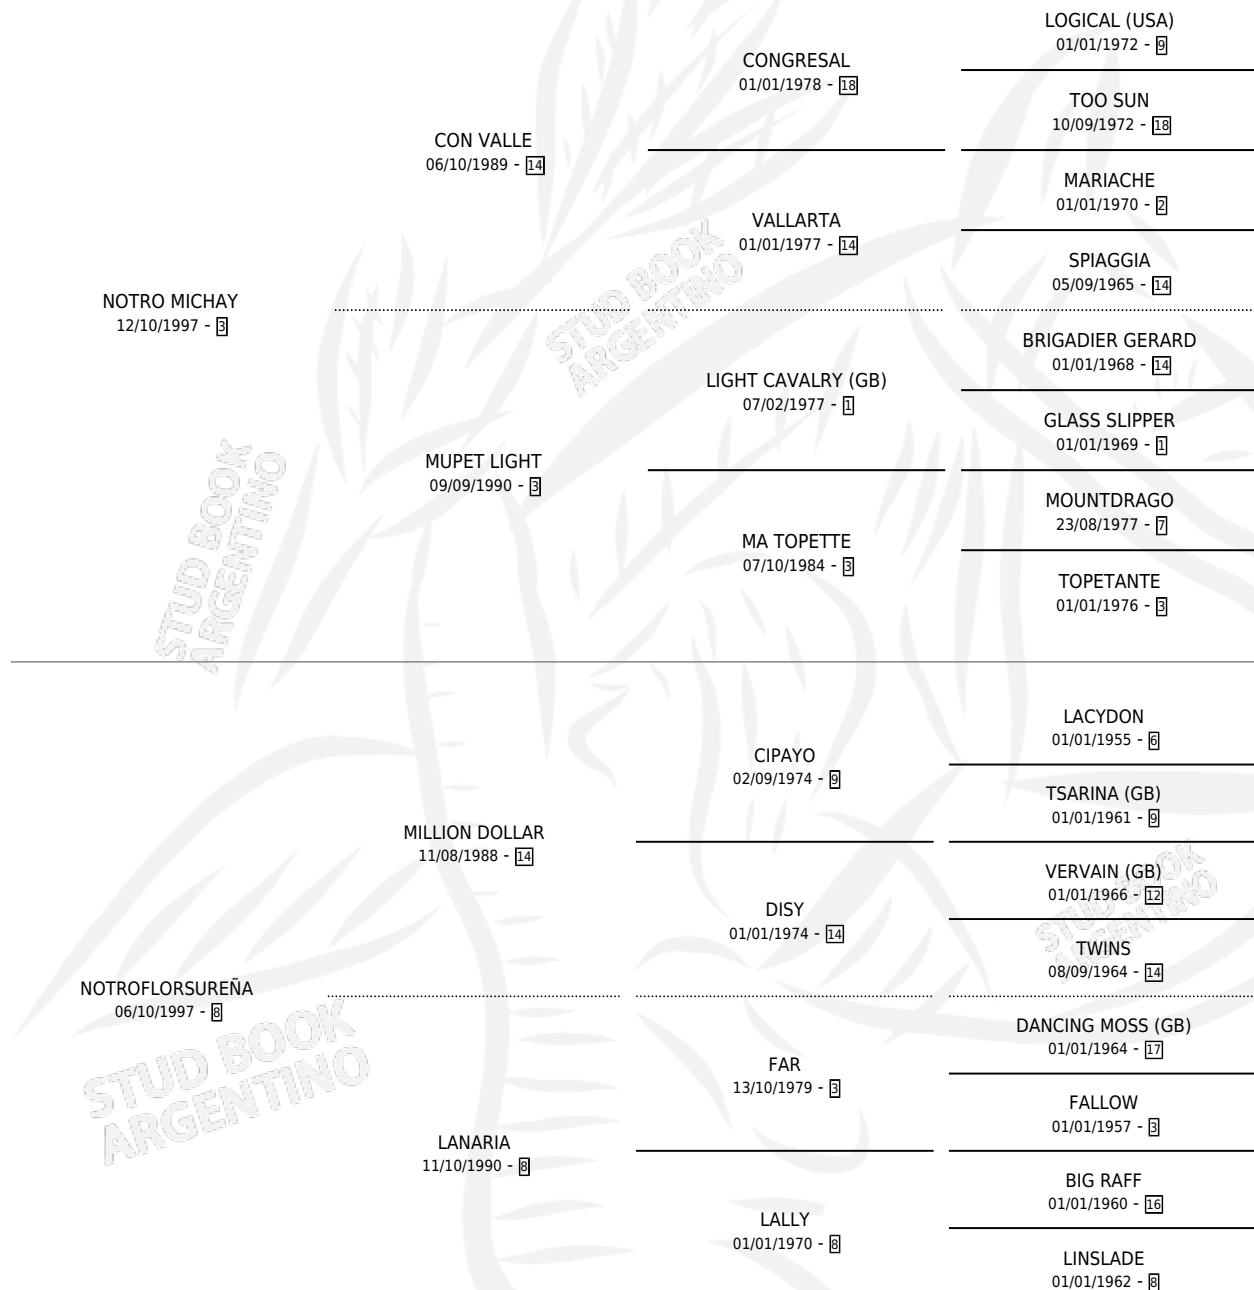 LOGICAL (USA)
01/01/1972 - 9
CONGRESAL
01/01/1978 - 18
TOO SUN
10/09/1972 - 18
CON VALLE
06/10/1989 - 14
MARIACHE
01/01/1970 - 2
VALLARTA
01/01/1977 - 14
SPIAGGIA
05/09/1965 - 14
NOTRO MICHAY
12/10/1997 - 3
BRIGADIER GERARD
01/01/1968 - 14
LIGHT CAVALRY (GB)
07/02/1977 - 1
GLASS SLIPPER
01/01/1969 - 1
MUPET LIGHT
09/09/1990 - 3
MOUNTDRAGO
23/08/1977 - 7
MA TOPETTE
07/10/1984 - 3
TOPETANTE
01/01/1976 - 3
LACYDON
01/01/1955 - 6
CIPAYO
02/09/1974 - 9
TSARINA (GB)
01/01/1961 - 9
MILLION DOLLAR
11/08/1988 - 14
VERVAIN (GB)
01/01/1966 - 12
DISY
01/01/1974 - 14
TWINS
08/09/1964 - 14
NOTROFLORSUREÑA
06/10/1997 - 8
DANCING MOSS (GB)
01/01/1964 - 17
FAR
13/10/1979 - 3
FALLOW
01/01/1957 - 3
LANARIA
11/10/1990 - 8
BIG RAFF
01/01/1960 - 16
LALLY
01/01/1970 - 8
LINSLADE
01/01/1962 - 8
STUD BOOK
ARGENTINO
STUD BOOK
ARGENTINO
STUD BOOK
ARGENTINO
STUD BOOK
ARGENTINO